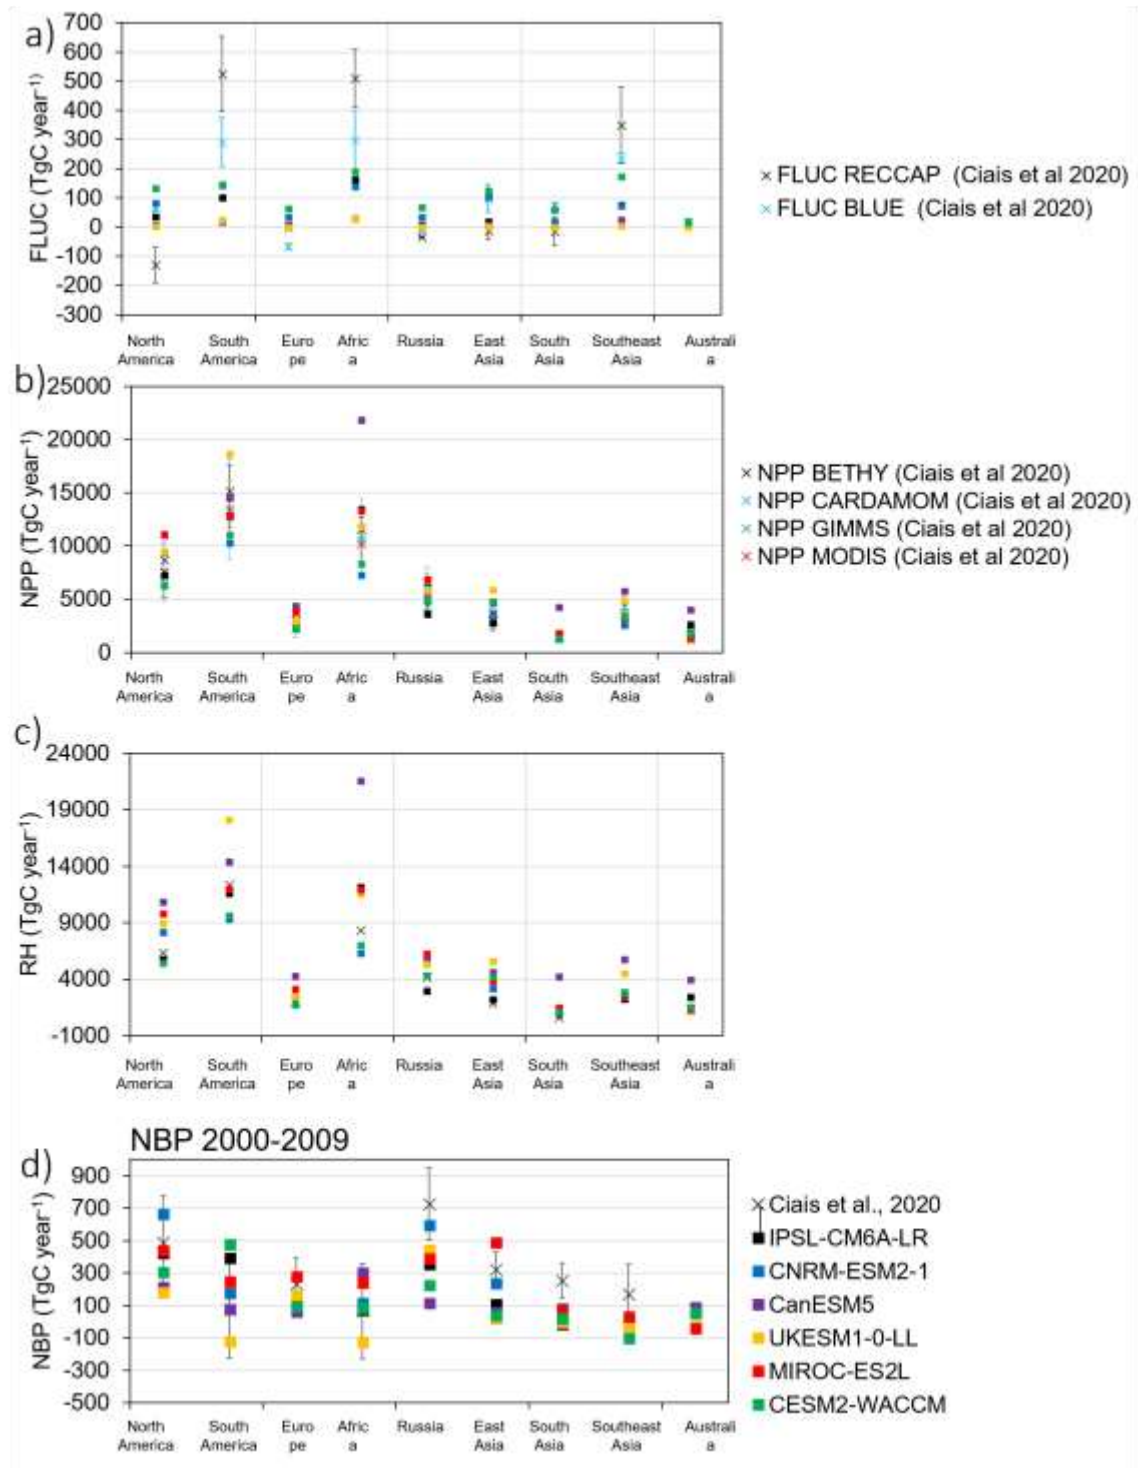 a)
FLUC (TgC year⁻¹)
700
600
500
400
300
200
100
0
-100
-200
-300
North America
South America
Euro pe
Afric a
Russia
East Asia
South Asia
Southeast Asia
Australi a
× FLUC RECCAP (Ciais et al 2020)
× FLUC BLUE (Ciais et al 2020)
b)
NPP (TgC year⁻¹)
25000
20000
15000
10000
5000
0
North America
South America
Euro pe
Afric a
Russia
East Asia
South Asia
Southeast Asia
Australi a
× NPP BETHY (Ciais et al 2020)
× NPP CARDAMOM (Ciais et al 2020)
× NPP GIMMS (Ciais et al 2020)
× NPP MODIS (Ciais et al 2020)
c)
RH (TgC year⁻¹)
24000
19000
14000
9000
4000
-1000
North America
South America
Euro pe
Afric a
Russia
East Asia
South Asia
Southeast Asia
Australi a
NBP 2000-2009
d)
NBP (TgC year⁻¹)
900
700
500
300
100
-100
-300
-500
North America
South America
Euro pe
Afric a
Russia
East Asia
South Asia
Southeast Asia
Australi a
Ciais et al., 2020
IPSL-CM6A-LR
CNRM-ESM2-1
CanESM5
UKESM1-0-LL
MIROC-ES2L
CESM2-WACCM